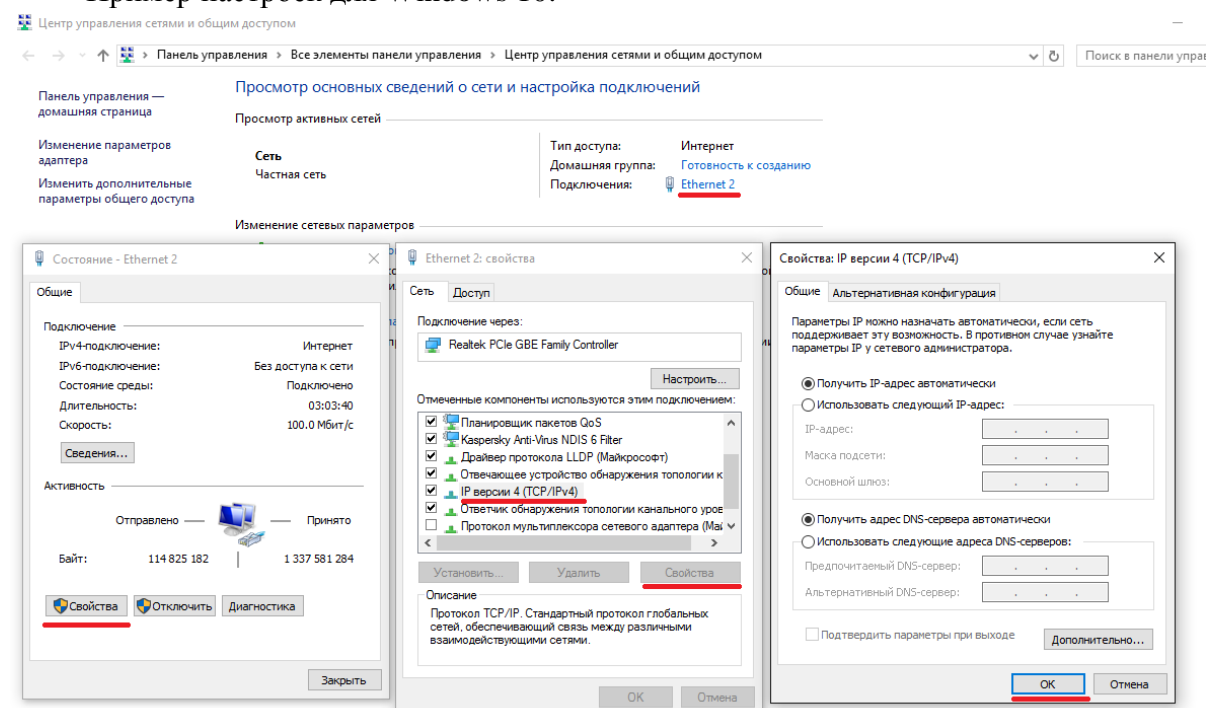 Пример настроек для Windows 10:
Центр управления сетями и общим доступом
Панель управления > Все элементы панели управления > Центр управления сетями и общим доступом
Поиск в панели
Панель управления —
домашняя страница
Изменение параметров
адаптера
Изменить дополнительные
параметры общего доступа
Просмотр основных сведений о сети и настройка подключений
Просмотр активных сетей
Сеть
Частная сеть
Тип доступа: Интернет
Домашняя группа: Готовность к созданию
Подключения: Ethernet 2
Изменение сетевых параметров
Состояние - Ethernet 2
Общие
Подключение
IPv4-подключение: Интернет
IPv6-подключение: Без доступа к сети
Состояние среды: Подключено
Длительность: 03:03:40
Скорость: 100.0 Мбит/с
Сведения...
Активность
Отправлено — — Принято
Байт: 114 825 182 | 1 337 581 284
Свойства Отключить Диагностика
Закрыть
Ethernet 2: свойства
Сеть Доступ
Подключение через:
Realtek PCIe GBE Family Controller
Настроить...
Отмеченные компоненты используются этим подключением:
Планировщик пакетов QoS
Kaspersky Anti-Virus NDIS 6 Filter
Драйвер протокола LLDP (Майкрософт)
Отвечающее устройство обнаружения топологии к
IP версии 4 (TCP/IPv4)
Ответчик обнаружения топологии канального уров
Протокол мультиплексора сетевого адаптера (Май
Установить... Удалить Свойства
Описание
Протокол TCP/IP. Стандартный протокол глобальных
сетей, обеспечивающий связь между различными
взаимодействующими сетями.
ОК Отмена
Свойства: IP версии 4 (TCP/IPv4)
Общие Альтернативная конфигурация
Параметры IP можно назначать автоматически, если сеть
поддерживает эту возможность. В противном случае узнайте
параметры IP у сетевого администратора.
Получить IP-адрес автоматически
Использовать следующий IP-адрес:
IP-адрес:
Маска подсети:
Основной шлюз:
Получить адрес DNS-сервера автоматически
Использовать следующие адреса DNS-серверов:
Предпочитаемый DNS-сервер:
Альтернативный DNS-сервер:
Подтвердить параметры при выходе
Дополнительно...
ОК Отмена